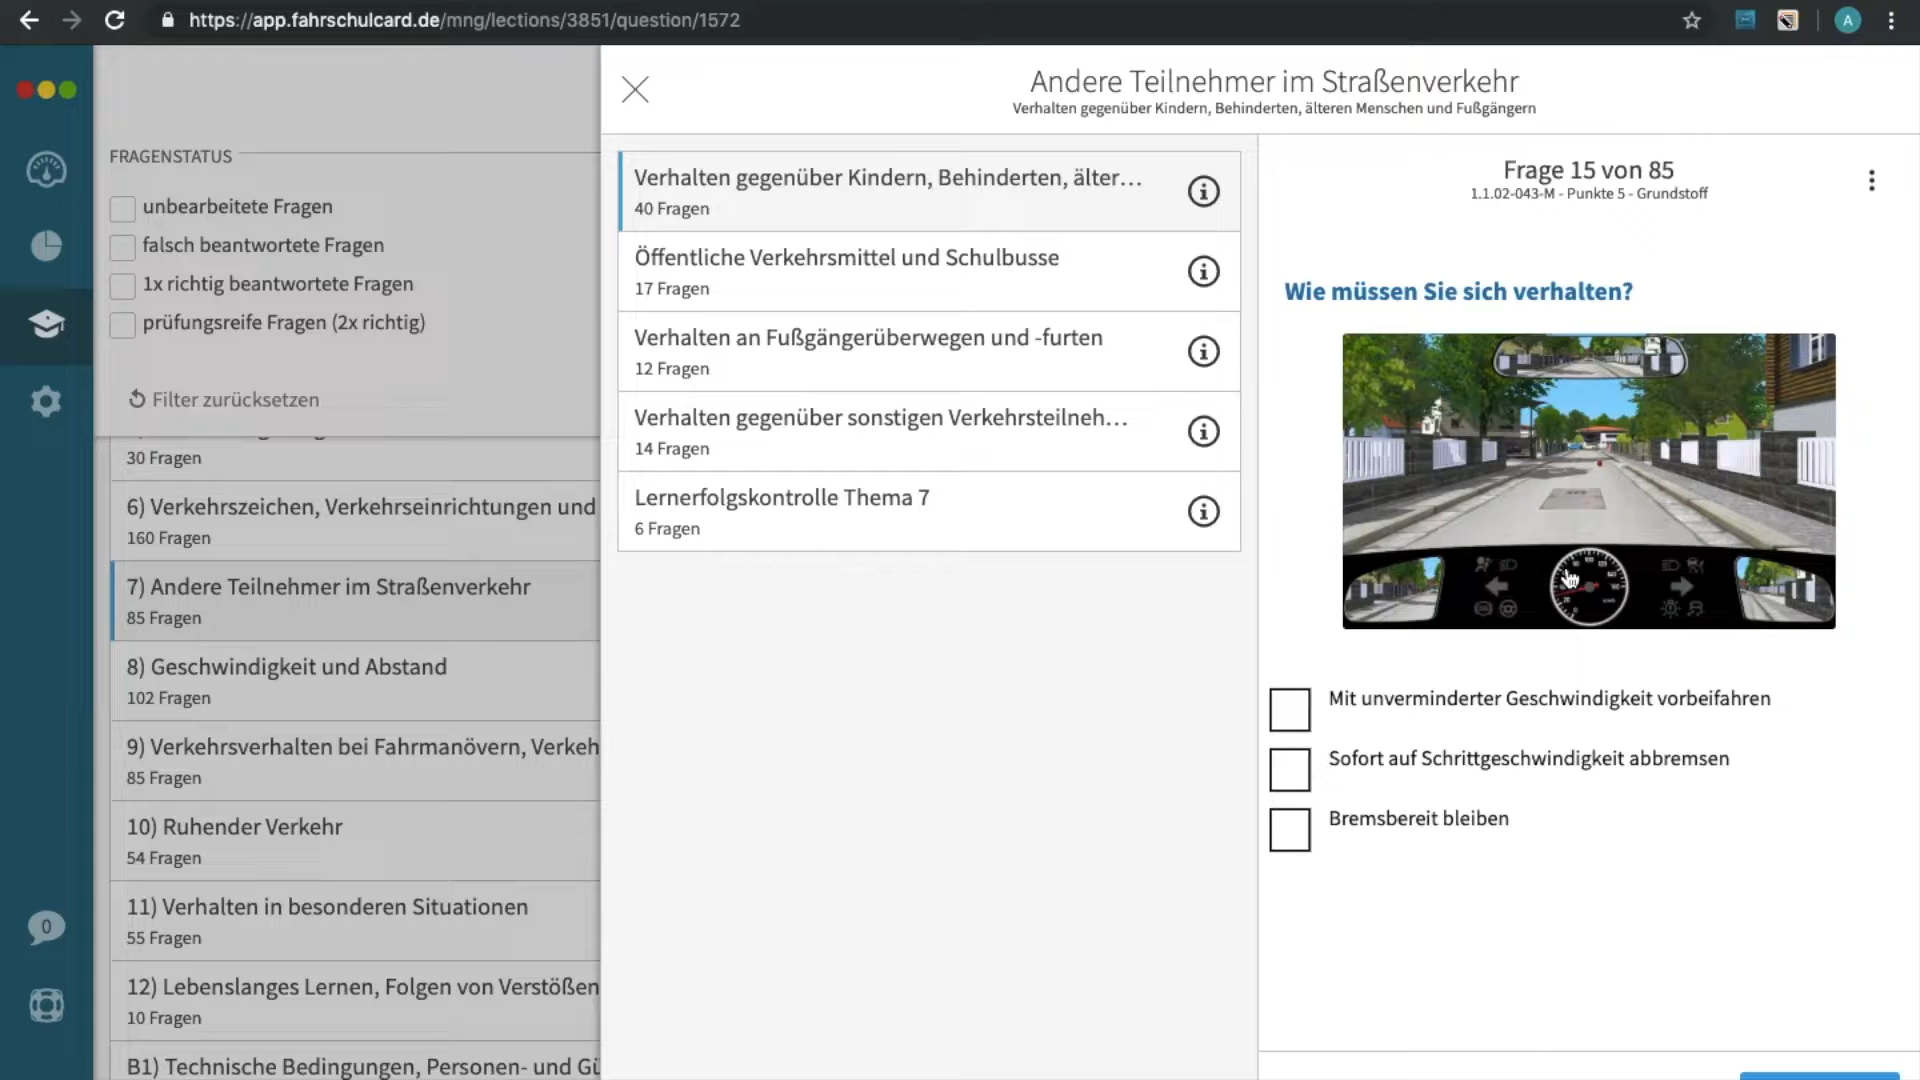 https://app.fahrschulcard.de/mng/lections/3851/question/1572
A
Andere Teilnehmer im Straßenverkehr
Verhalten gegenüber Kindern, Behinderten, älteren Menschen und Fußgängern
FRAGENSTATUS
unbearbeitete Fragen
falsch beantwortete Fragen
1x richtig beantwortete Fragen
prüfungsreife Fragen (2x richtig)
Filter zurücksetzen
30 Fragen
6) Verkehrszeichen, Verkehrseinrichtungen und
160 Fragen
7) Andere Teilnehmer im Straßenverkehr
85 Fragen
8) Geschwindigkeit und Abstand
102 Fragen
9) Verkehrsverhalten bei Fahrmanövern, Verkeh
85 Fragen
10) Ruhender Verkehr
54 Fragen
11) Verhalten in besonderen Situationen
55 Fragen
12) Lebenslanges Lernen, Folgen von Verstößen
10 Fragen
B1) Technische Bedingungen, Personen- und Gü
0
Verhalten gegenüber Kindern, Behinderten, älter...
40 Fragen
Öffentliche Verkehrsmittel und Schulbusse
17 Fragen
Verhalten an Fußgängerüberwegen und -furten
12 Fragen
Verhalten gegenüber sonstigen Verkehrsteilneh...
14 Fragen
Lernerfolgskontrolle Thema 7
6 Fragen
Frage 15 von 85
1.1.02-043-M - Punkte 5 - Grundstoff
Wie müssen Sie sich verhalten?
Mit unverminderter Geschwindigkeit vorbeifahren
Sofort auf Schrittgeschwindigkeit abbremsen
Bremsbereit bleiben